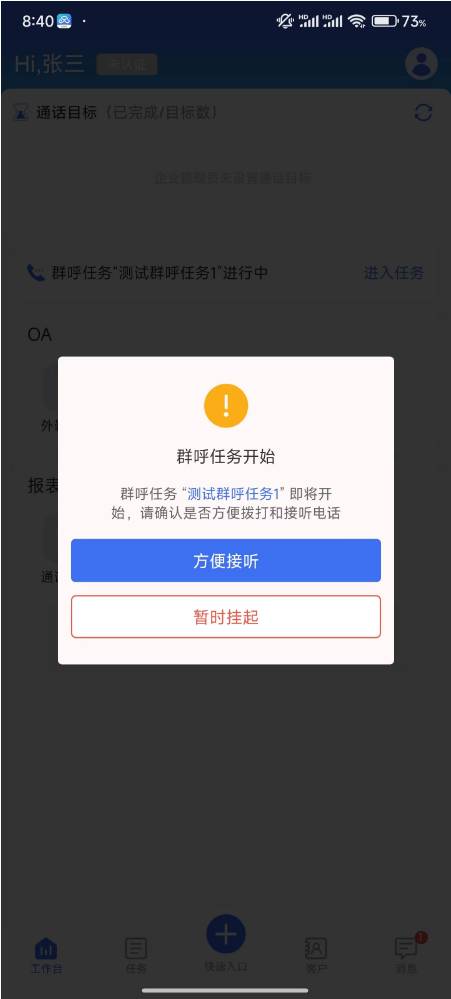 8:40
HD
HD
73%
Hi,张三
未认证
通话目标（已完成/目标数）
企业管理员未设置通话目标
群呼任务"测试群呼任务1"进行中
进入任务
OA
群呼任务开始
群呼任务 “测试群呼任务1” 即将开
始，请确认是否方便拨打和接听电话
方便接听
暂时挂起
报表
工作台
任务
快速入口
客户
消息
1